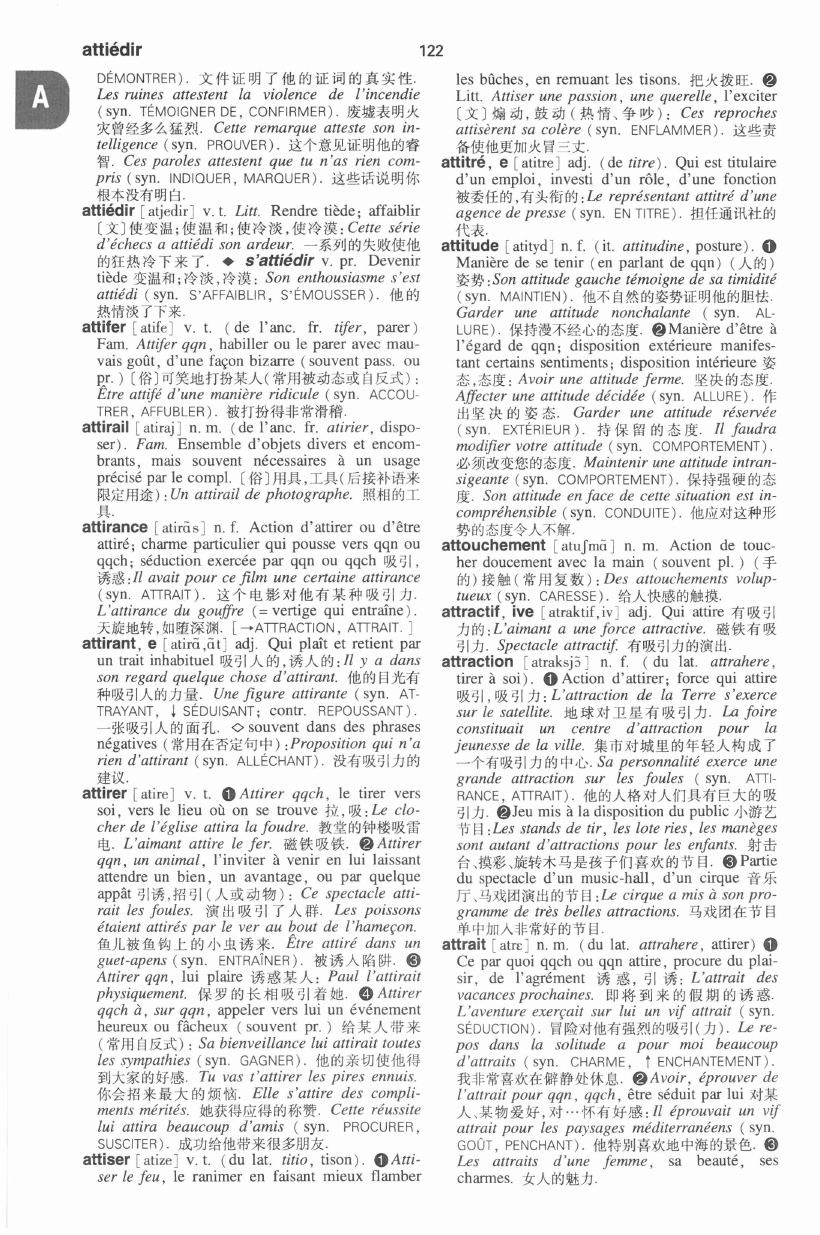 attiédir
122
A
DÉMONTRER). 文件证明了他的证词的真实性.
Les ruines attestent la violence de l'incendie
(syn. TÉMOIGNER DE, CONFIRMER). 废墟表明火
灾曾经多么猛烈. Cette remarque atteste son in-
telligence (syn. PROUVER). 这个意见证明他的睿
智. Ces paroles attestent que tu n'as rien com-
pris (syn. INDIQUER, MARQUER). 这些话说明你
根本没有明白.
attiédir [atjedir] v. t. Litt. Rendre tiède; affaiblir
〔文〕使变温;使温和;使冷淡,使冷漠: Cette série
d'échecs a attiédi son ardeur. 一系列的失败使他
的狂热冷下来了. ◆ s'attiédir v. pr. Devenir
tiède 变温和;冷淡,冷漠: Son enthousiasme s'est
attiédi (syn. S'AFFAIBLIR, S'ÉMOUSSER). 他的
热情淡了下来.
attifer [atife] v. t. (de l'anc. fr. tifer, parer)
Fam. Attifer qqn, habiller ou le parer avec mau-
vais goût, d'une façon bizarre (souvent pass. ou
pr.)〔俗〕可笑地打扮某人(常用被动态或自反式):
Être attifé d'une manière ridicule (syn. ACCOU-
TRER, AFFUBLER). 被打扮得非常滑稽.
attirail [atiraj] n. m. (de l'anc. fr. atirier, dispo-
ser). Fam. Ensemble d'objets divers et encom-
brants, mais souvent nécessaires à un usage
précisé par le compl. 〔俗〕用具,工具(后接补语来
限定用途): Un attirail de photographe. 照相的工
具.
attirance [atirɑ̃s] n. f. Action d'attirer ou d'être
attiré; charme particulier qui pousse vers qqn ou
qqch; séduction exercée par qqn ou qqch 吸引,
诱惑: Il avait pour ce film une certaine attirance
(syn. ATTRAIT). 这个电影对他有某种吸引力.
L'attirance du gouffre (= vertige qui entraîne).
天旋地转,如堕深渊. [→ATTRACTION, ATTRAIT.]
attirant, e [atirɑ̃,ɑ̃t] adj. Qui plaît et retient par
un trait inhabituel 吸引人的,诱人的: Il y a dans
son regard quelque chose d'attirant. 他的目光有
种吸引人的力量. Une figure attirante (syn. AT-
TRAYANT, ↓ SÉDUISANT; contr. REPOUSSANT).
一张吸引人的面孔. ◇ souvent dans des phrases
négatives (常用在否定句中): Proposition qui n'a
rien d'attirant (syn. ALLÉCHANT). 没有吸引力的
建议.
attirer [atire] v. t. ❶ Attirer qqch, le tirer vers
soi, vers le lieu où on se trouve 拉,吸: Le clo-
cher de l'église attira la foudre. 教堂的钟楼吸雷
电. L'aimant attire le fer. 磁铁吸铁. ❷ Attirer
qqn, un animal, l'inviter à venir en lui laissant
attendre un bien, un avantage, ou par quelque
appât 引诱,招引(人或动物): Ce spectacle atti-
rait les foules. 演出吸引了人群. Les poissons
étaient attirés par le ver au bout de l'hameçon.
鱼儿被鱼钩上的小虫诱来. Être attiré dans un
guet-apens (syn. ENTRAÎNER). 被诱入陷阱. ❸
Attirer qqn, lui plaire 诱惑某人: Paul l'attirait
physiquement. 保罗的长相吸引着她. ❹ Attirer
qqch à, sur qqn, appeler vers lui un événement
heureux ou fâcheux (souvent pr.) 给某人带来
(常用自反式): Sa bienveillance lui attirait toutes
les sympathies (syn. GAGNER). 他的亲切使他得
到大家的好感. Tu vas t'attirer les pires ennuis.
你会招来最大的烦恼. Elle s'attire des compli-
ments mérités. 她获得应得的称赞. Cette réussite
lui attira beaucoup d'amis (syn. PROCURER,
SUSCITER). 成功给他带来很多朋友.
attiser [atize] v. t. (du lat. titio, tison). ❶ Atti-
ser le feu, le ranimer en faisant mieux flamber
les bûches, en remuant les tisons. 把火拨旺. ❷
Litt. Attiser une passion, une querelle, l'exciter
〔文〕煽动,鼓动(热情、争吵): Ces reproches
attisèrent sa colère (syn. ENFLAMMER). 这些责
备使他更加火冒三丈.
attitré, e [atitre] adj. (de titre). Qui est titulaire
d'un emploi, investi d'un rôle, d'une fonction
被委任的,有头衔的: Le représentant attitré d'une
agence de presse (syn. EN TITRE). 担任通讯社的
代表.
attitude [atityd] n. f. (it. attitudine, posture). ❶
Manière de se tenir (en parlant de qqn) (人的)
姿势: Son attitude gauche témoigne de sa timidité
(syn. MAINTIEN). 他不自然的姿势证明他的胆怯.
Garder une attitude nonchalante (syn. AL-
LURE). 保持漫不经心的态度. ❷ Manière d'être à
l'égard de qqn; disposition extérieure manifes-
tant certains sentiments; disposition intérieure 姿
态,态度: Avoir une attitude ferme. 坚决的态度.
Affecter une attitude décidée (syn. ALLURE). 作
出坚决的姿态. Garder une attitude réservée
(syn. EXTÉRIEUR). 持保留的态度. Il faudra
modifier votre attitude (syn. COMPORTEMENT).
必须改变您的态度. Maintenir une attitude intran-
sigeante (syn. COMPORTEMENT). 保持强硬的态
度. Son attitude en face de cette situation est in-
compréhensible (syn. CONDUITE). 他应对这种形
势的态度令人不解.
attouchement [atuʃmɑ̃] n. m. Action de touc-
her doucement avec la main (souvent pl.) (手
的)接触(常用复数): Des attouchements volup-
tueux (syn. CARESSE). 给人快感的触摸.
attractif, ive [atraktif,iv] adj. Qui attire 有吸引
力的: L'aimant a une force attractive. 磁铁有吸
引力. Spectacle attractif. 有吸引力的演出.
attraction [atraksjɔ̃] n. f. (du lat. attrahere,
tirer à soi). ❶ Action d'attirer; force qui attire
吸引,吸引力: L'attraction de la Terre s'exerce
sur le satellite. 地球对卫星有吸引力. La foire
constituait un centre d'attraction pour la
jeunesse de la ville. 集市对城里的年轻人构成了
一个有吸引力的中心. Sa personnalité exerce une
grande attraction sur les foules (syn. ATTI-
RANCE, ATTRAIT). 他的人格对人们具有巨大的吸
引力. ❷ Jeu mis à la disposition du public 小游艺
节目: Les stands de tir, les lote ries, les manèges
sont autant d'attractions pour les enfants. 射击
台、摸彩、旋转木马是孩子们喜欢的节目. ❸ Partie
du spectacle d'un music-hall, d'un cirque 音乐
厅、马戏团演出的节目: Le cirque a mis à son pro-
gramme de très belles attractions. 马戏团在节目
单中加入非常好的节目.
attrait [atrɛ] n. m. (du lat. attrahere, attirer) ❶
Ce par quoi qqch ou qqn attire, procure du plai-
sir, de l'agrément 诱惑,引诱: L'attrait des
vacances prochaines. 即将到来的假期的诱惑.
L'aventure exerçait sur lui un vif attrait (syn.
SÉDUCTION). 冒险对他有强烈的吸引(力). Le re-
pos dans la solitude a pour moi beaucoup
d'attraits (syn. CHARME, ↑ ENCHANTEMENT).
我非常喜欢在僻静处休息. ❷ Avoir, éprouver de
l'attrait pour qqn, qqch, être séduit par lui 对某
人、某物爱好,对…怀有好感: Il éprouvait un vif
attrait pour les paysages méditerranéens (syn.
GOÛT, PENCHANT). 他特别喜欢地中海的景色. ❸
Les attraits d'une femme, sa beauté, ses
charmes. 女人的魅力.